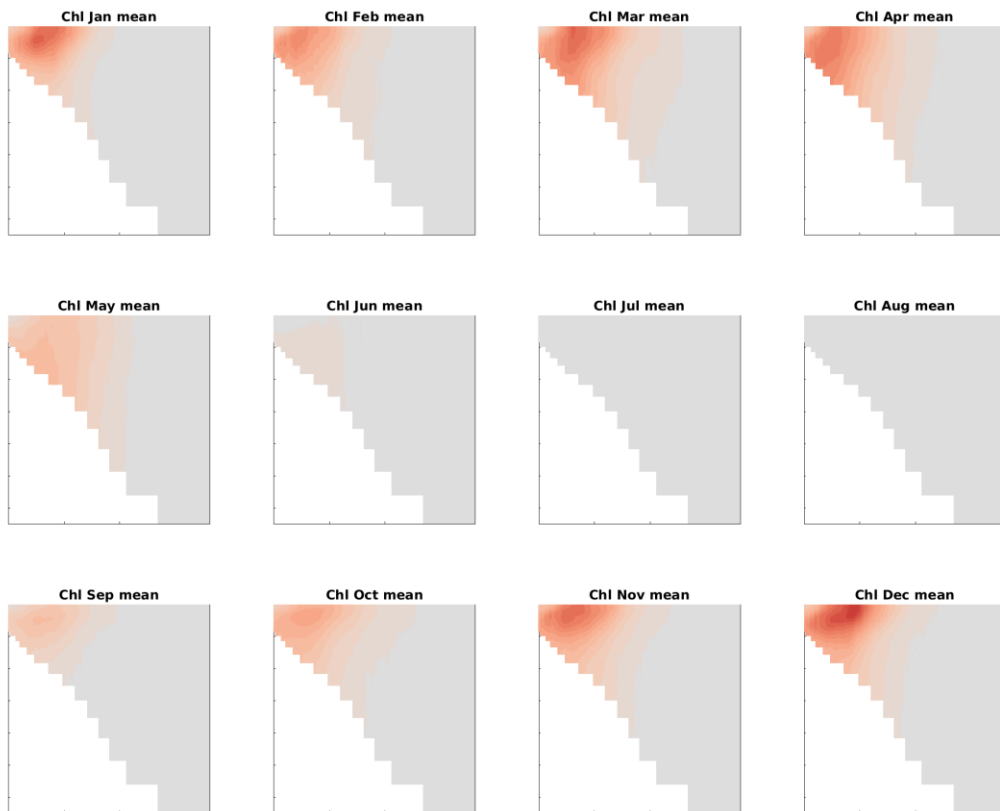 Chl Jan mean
Chl Feb mean
Chl Mar mean
Chl Apr mean
Chl May mean
Chl Jun mean
Chl Jul mean
Chl Aug mean
Chl Sep mean
Chl Oct mean
Chl Nov mean
Chl Dec mean